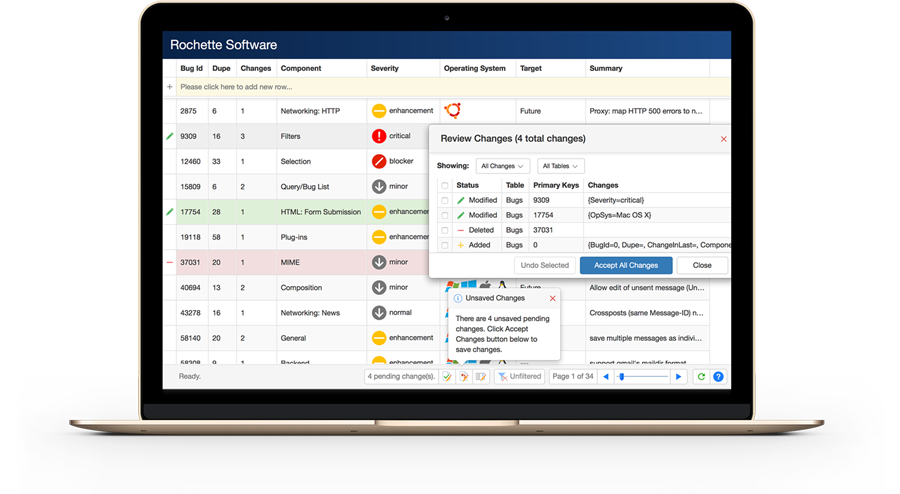 Rochette Software
Bug Id Dupe Changes Component Severity Operating System Target Summary
+ Please click here to add new row...
2875 6 1 Networking: HTTP enhancement Future Proxy: map HTTP 500 errors to n...
9309 16 3 Filters critical
12460 33 1 Selection blocker
15809 6 2 Query/Bug List minor
17754 28 1 HTML: Form Submission enhancement
19118 58 1 Plug-ins enhancement
37031 20 1 MIME minor
40694 13 2 Composition minor Future Allow edit of unsent message (Un...
43278 16 1 Networking: News normal Crossposts (same Message-ID) n...
58140 20 2 General enhancement save multiple messages as indivi...
58308 9 1 Backend enhancement support gmail's maildir format
Review Changes (4 total changes)
Showing: All Changes All Tables
Status Table Primary Keys Changes
Modified Bugs 9309 {Severity=critical}
Modified Bugs 17754 {OpSys=Mac OS X}
Deleted Bugs 37031
Added Bugs 0 {BugId=0, Dupe=, ChangeInLast=, Compone
Undo Selected Accept All Changes Close
Unsaved Changes
There are 4 unsaved pending
changes. Click Accept
Changes button below to
save changes.
Ready. 4 pending change(s). Unfiltered Page 1 of 34 ?